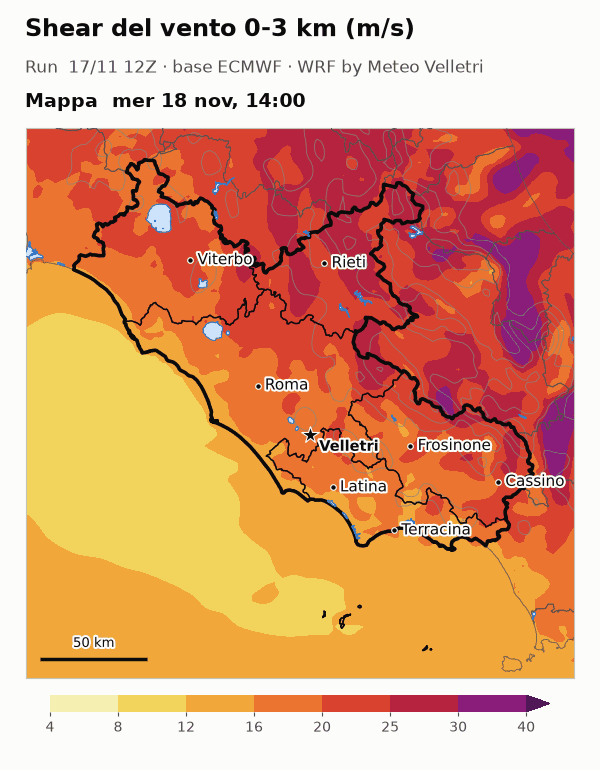 Shear del vento 0-3 km (m/s)
Run 17/11 12Z · base ECMWF · WRF by Meteo Velletri
Mappa mer 18 nov, 14:00
Viterbo
Rieti
Roma
Velletri
Frosinone
Latina
Cassino
Terracina
50 km
4 8 12 16 20 25 30 40